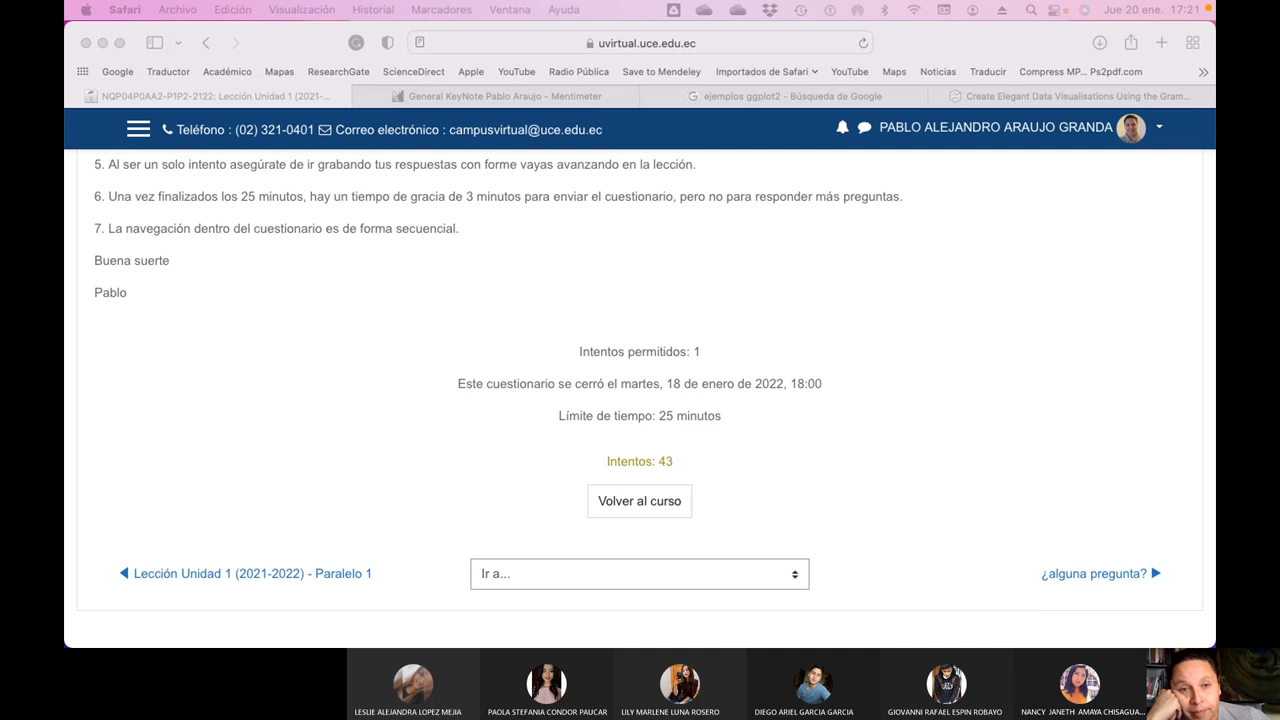 Safari Archivo Edición Visualización Historial Marcadores Ventana Ayuda Jue 20 ene. 17:21
uvirtual.uce.edu.ec
Google Traductor Académico Mapas ResearchGate ScienceDirect Apple YouTube Radio Pública Save to Mendeley Importados de Safari YouTube Maps Noticias Traducir Compress MP... Ps2pdf.com
NQP04P0AA2-P1P2-2122: Lección Unidad 1 (2021-... General KeyNote Pablo Araujo - Mentimeter ejemplos ggplot2 - Búsqueda de Google Create Elegant Data Visualisations Using the Gram...
Teléfono : (02) 321-0401 Correo electrónico : campusvirtual@uce.edu.ec PABLO ALEJANDRO ARAUJO GRANDA
5. Al ser un solo intento asegúrate de ir grabando tus respuestas con forme vayas avanzando en la lección.
6. Una vez finalizados los 25 minutos, hay un tiempo de gracia de 3 minutos para enviar el cuestionario, pero no para responder más preguntas.
7. La navegación dentro del cuestionario es de forma secuencial.
Buena suerte
Pablo
Intentos permitidos: 1
Este cuestionario se cerró el martes, 18 de enero de 2022, 18:00
Límite de tiempo: 25 minutos
Intentos: 43
Volver al curso
Lección Unidad 1 (2021-2022) - Paralelo 1 Ir a... ¿alguna pregunta?
LESLIE ALEJANDRA LOPEZ MEJIA PAOLA STEFANIA CONDOR PAUCAR LILY MARLENE LUNA ROSERO DIEGO ARIEL GARCIA GARCIA GIOVANNI RAFAEL ESPIN ROBAYO NANCY JANETH AMAYA CHISAGUA...